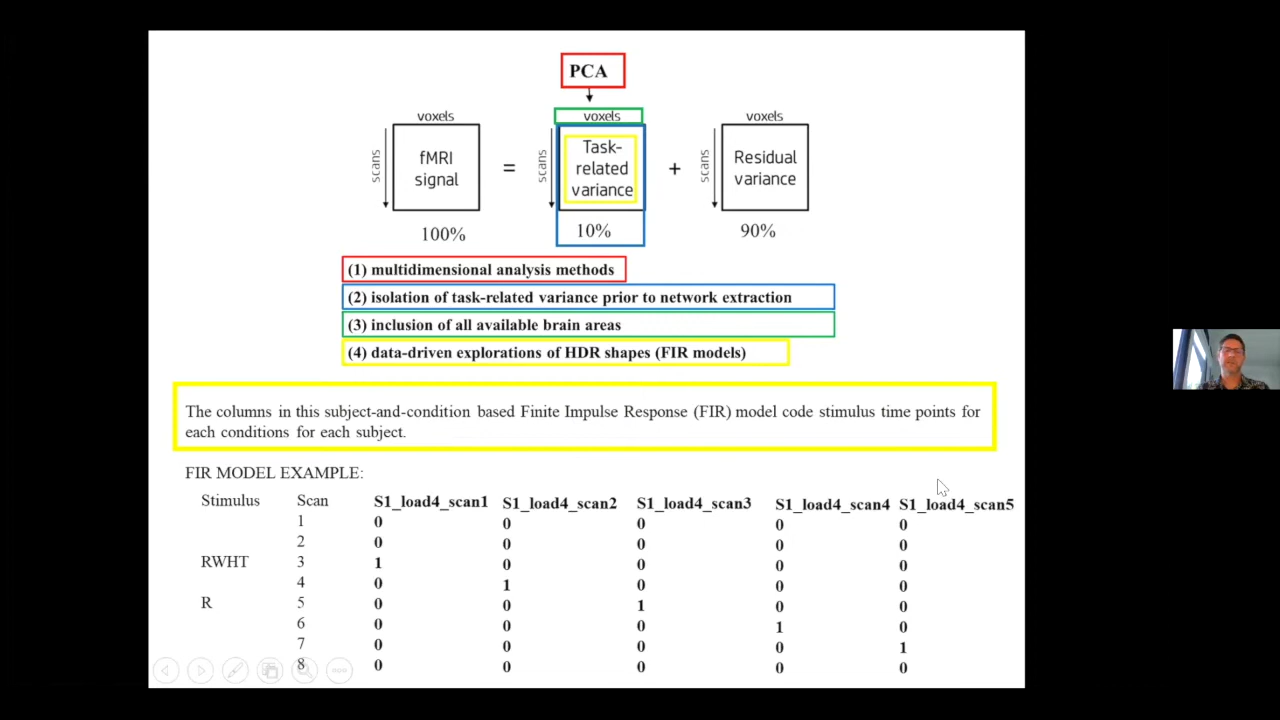 PCA
voxels voxels voxels
scans fMRI signal = scans Task-related variance + scans Residual variance
100% 10% 90%
(1) multidimensional analysis methods
(2) isolation of task-related variance prior to network extraction
(3) inclusion of all available brain areas
(4) data-driven explorations of HDR shapes (FIR models)
The columns in this subject-and-condition based Finite Impulse Response (FIR) model code stimulus time points for
each conditions for each subject.
FIR MODEL EXAMPLE:
Stimulus Scan S1_load4_scan1 S1_load4_scan2 S1_load4_scan3 S1_load4_scan4 S1_load4_scan5
1 0 0 0 0 0
2 0 0 0 0 0
RWHT 3 1 0 0 0 0
4 0 1 0 0 0
R 5 0 0 1 0 0
6 0 0 0 1 0
7 0 0 0 0 1
8 0 0 0 0 0